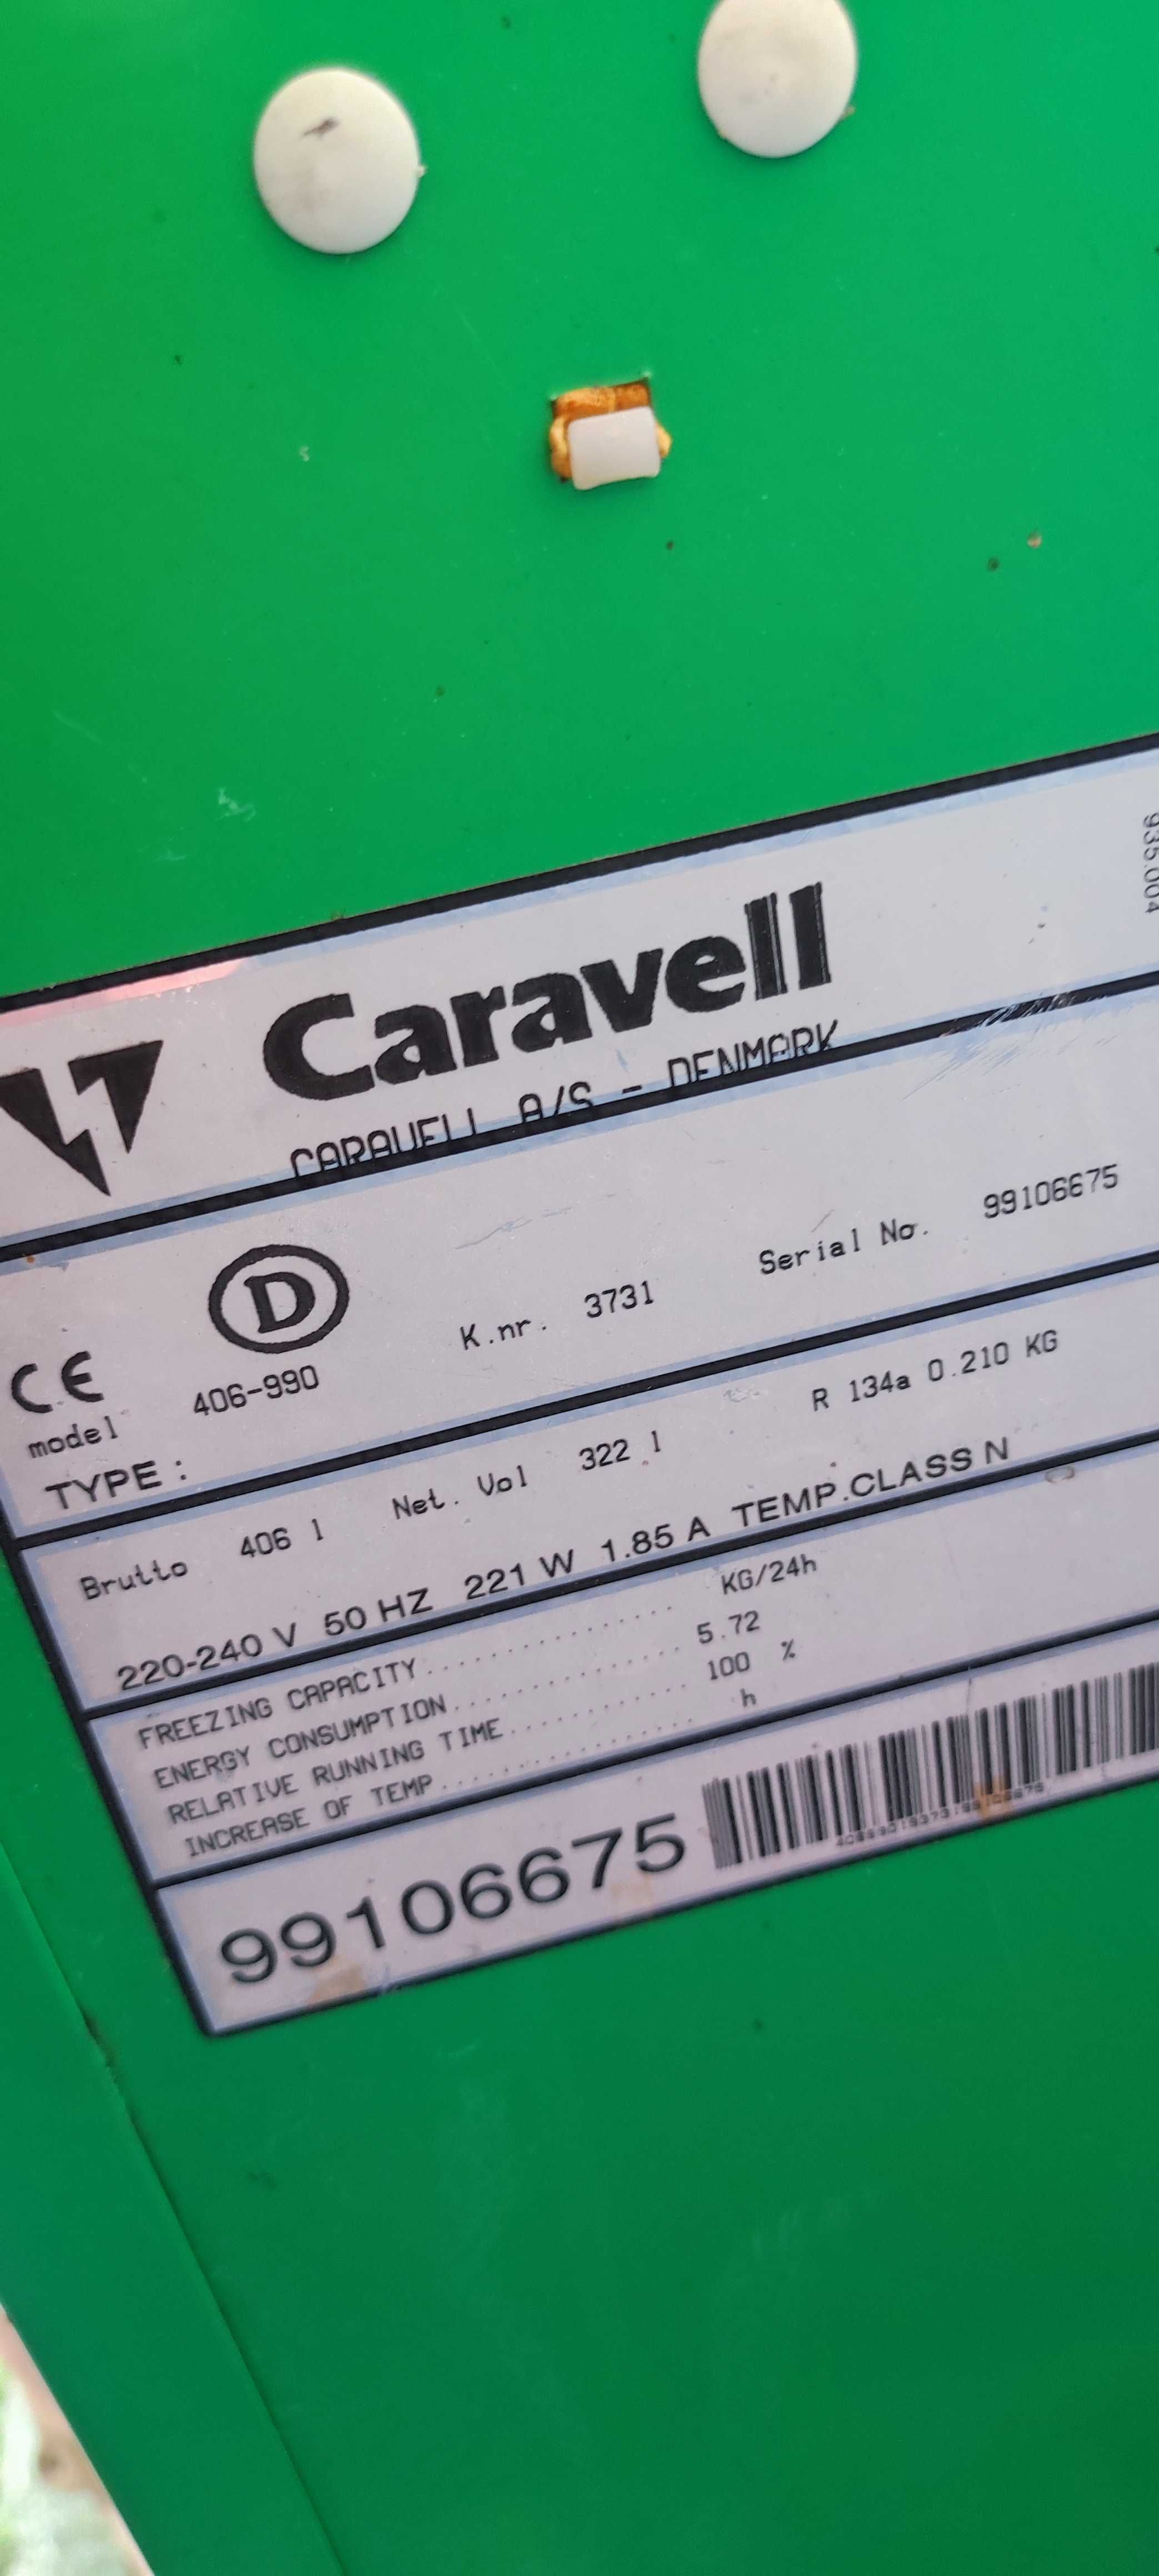 935.004
Caravell
CARAVELL A/S - DENMARK
D
K.nr. 3731 Serial No. 99106675
CE
model 406-990
TYPE :
Brutto 406 l Net. Vol 322 l R 134a 0.210 KG
220-240 V 50 HZ 221 W 1.85 A TEMP.CLASS N
FREEZING CAPACITY.................... KG/24h
ENERGY CONSUMPTION.................... 5.72
RELATIVE RUNNING TIME............... 100 %
INCREASE OF TEMP..................... h
99106675